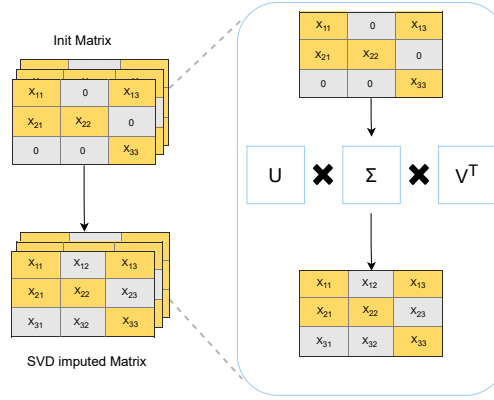 Init Matrix
X11 0 X13
X21 X22 0
0 0 X33
X11 X12 X13
X21 X22 X23
X31 X32 X33
SVD imputed Matrix
X11 0 X13
X21 X22 0
0 0 X33
U ✖ Σ ✖ V^T
X11 X12 X13
X21 X22 X23
X31 X32 X33